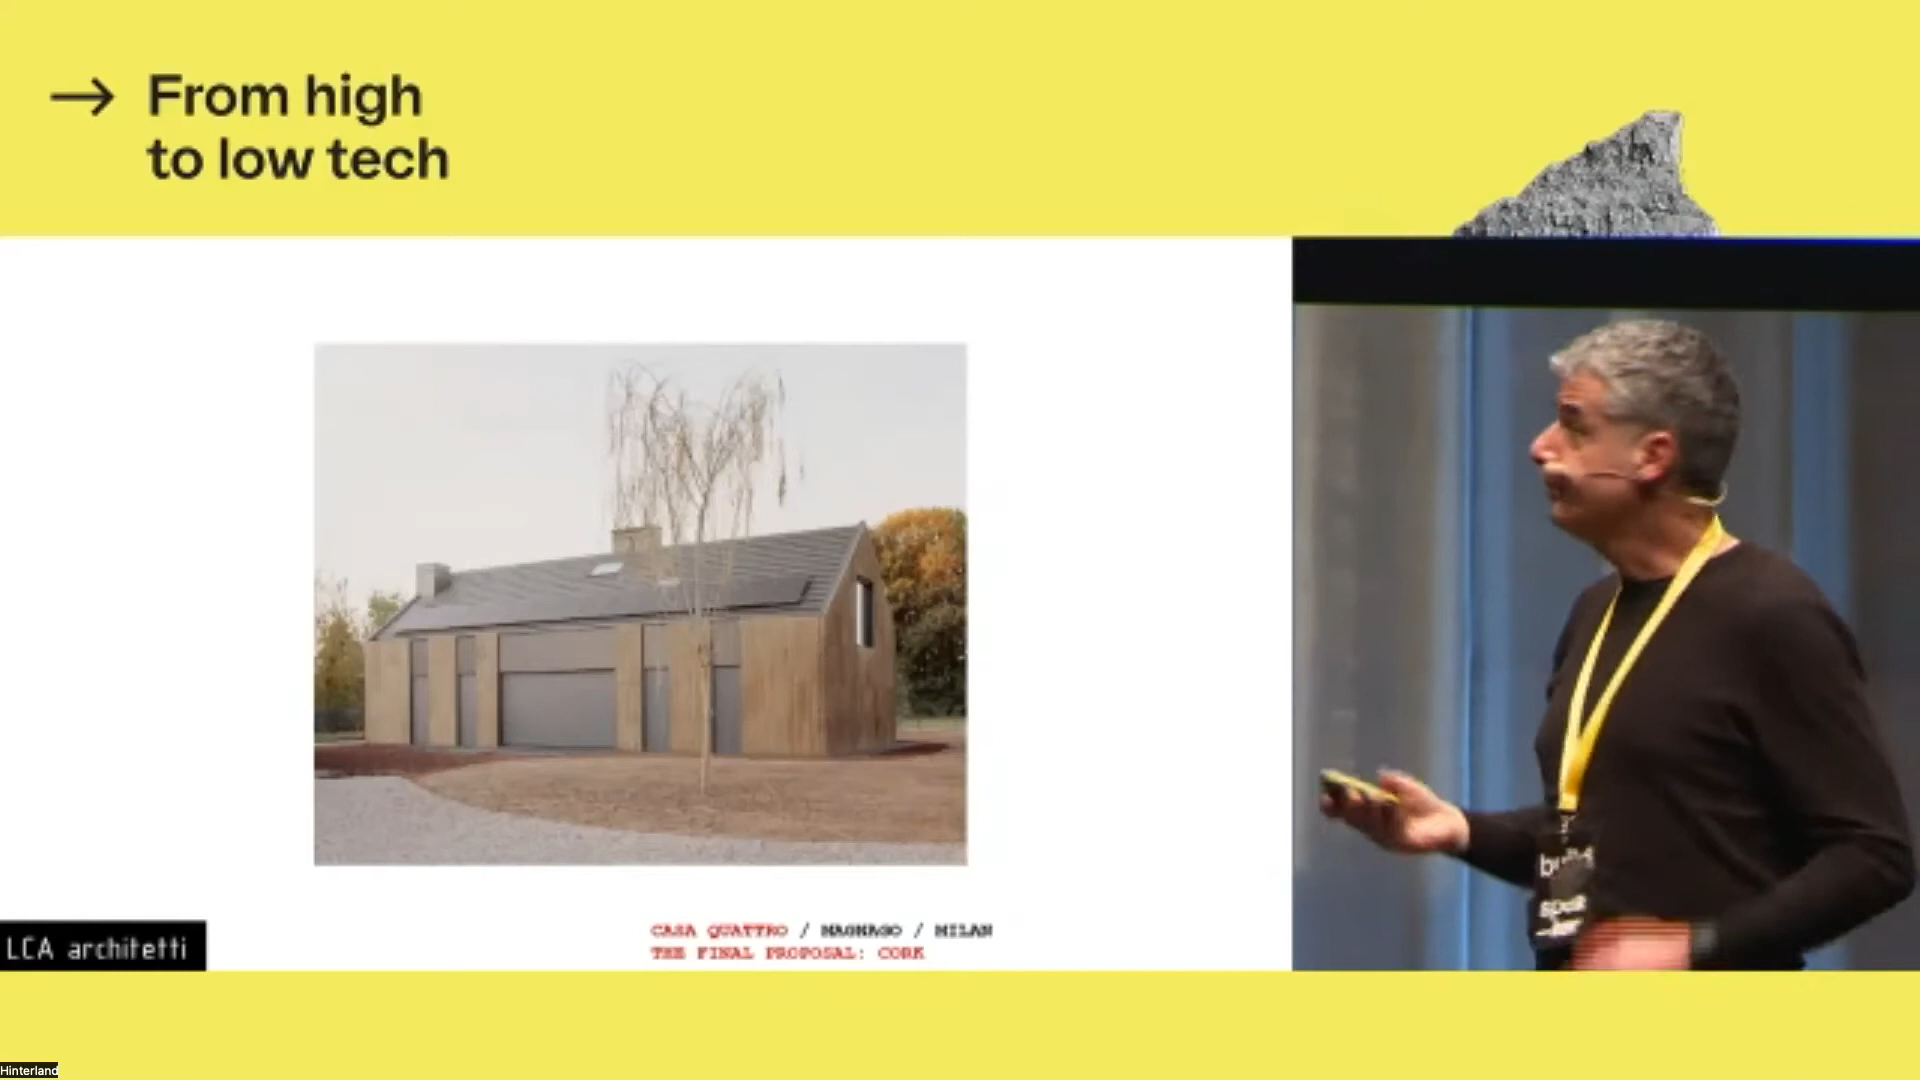 From high
to low tech
CASA QUATTRO / MAGNAGO / MILAN
THE FINAL PROPOSAL: CORK
LCA architetti
Hinterland